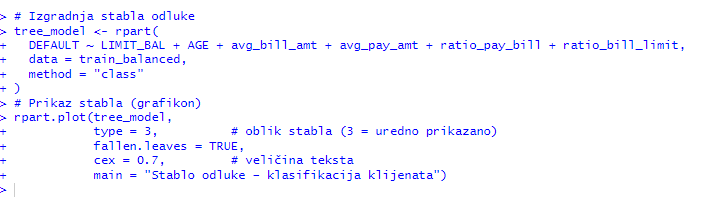 > # Izgradnja stabla odluke
> tree_model <- rpart(
+   DEFAULT ~ LIMIT_BAL + AGE + avg_bill_amt + avg_pay_amt + ratio_pay_bill + ratio_bill_limit,
+   data = train_balanced,
+   method = "class"
+ )
> # Prikaz stabla (grafikon)
> rpart.plot(tree_model,
+            type = 3,         # oblik stabla (3 = uredno prikazano)
+            fallen.leaves = TRUE,
+            cex = 0.7,        # veličina teksta
+            main = "Stablo odluke - klasifikacija klijenata")
>